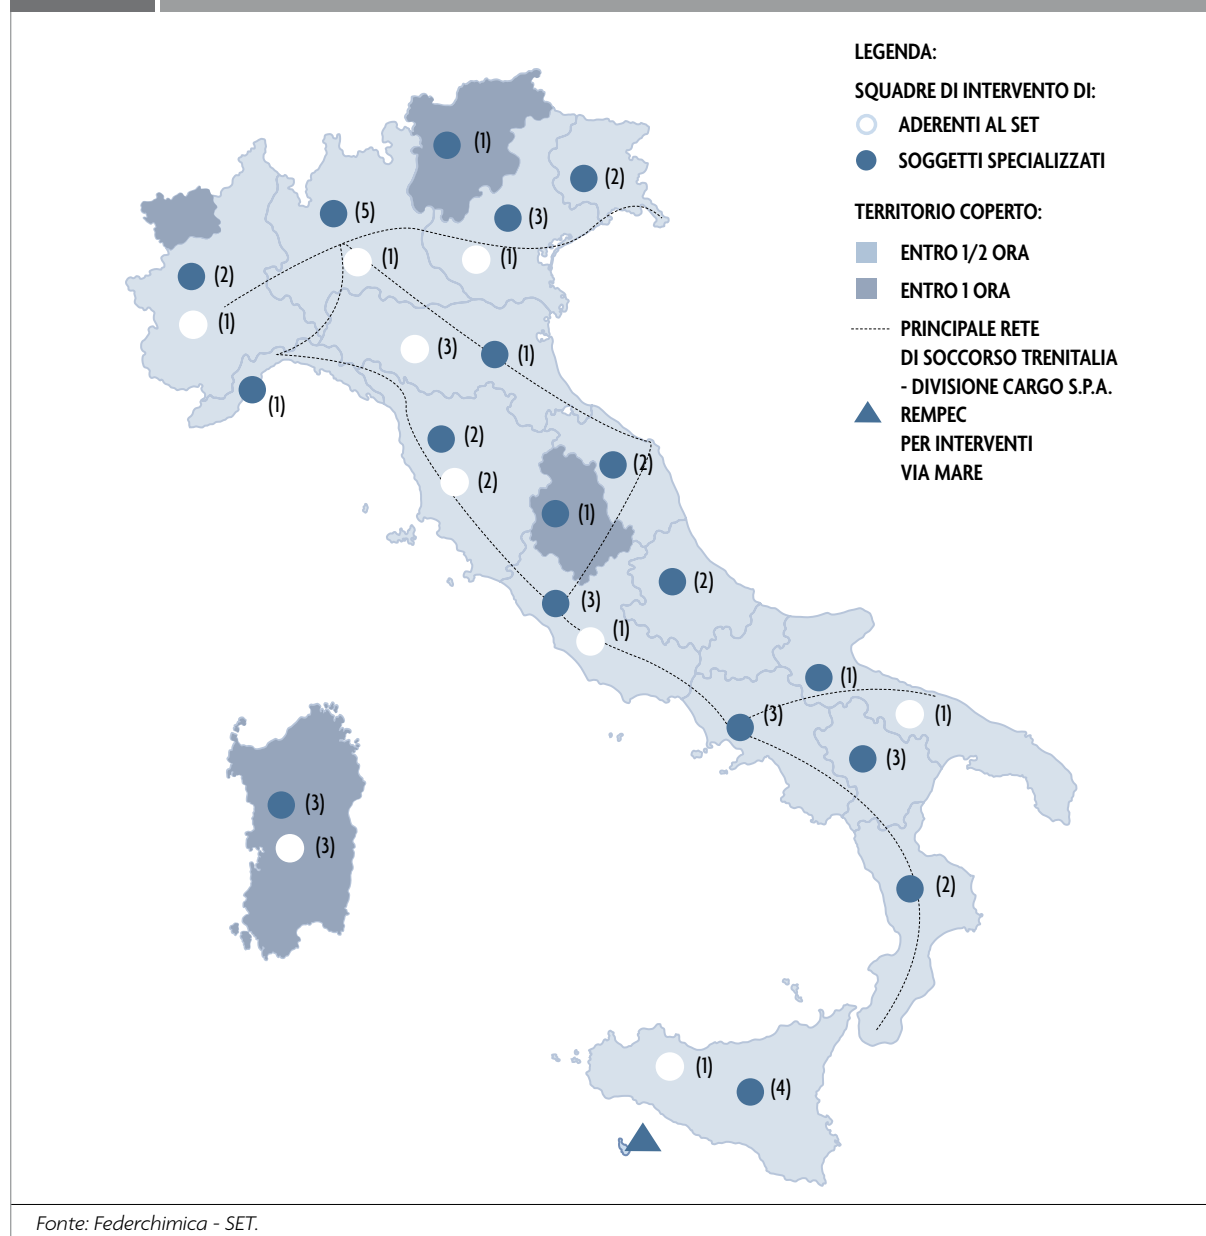 LEGENDA:
SQUADRE DI INTERVENTO DI:
ADERENTI AL SET
SOGGETTI SPECIALIZZATI
TERRITORIO COPERTO:
ENTRO 1/2 ORA
ENTRO 1 ORA
PRINCIPALE RETE
DI SOCCORSO TRENITALIA
- DIVISIONE CARGO S.P.A.
REMPEC
PER INTERVENTI
VIA MARE
(1)
(2)
(5)
(3)
(1)
(1)
(2)
(1)
(3)
(1)
(1)
(2)
(2)
(2)
(1)
(2)
(3)
(1)
(1)
(3)
(1)
(3)
(3)
(3)
(2)
(1)
(4)
Fonte: Federchimica - SET.